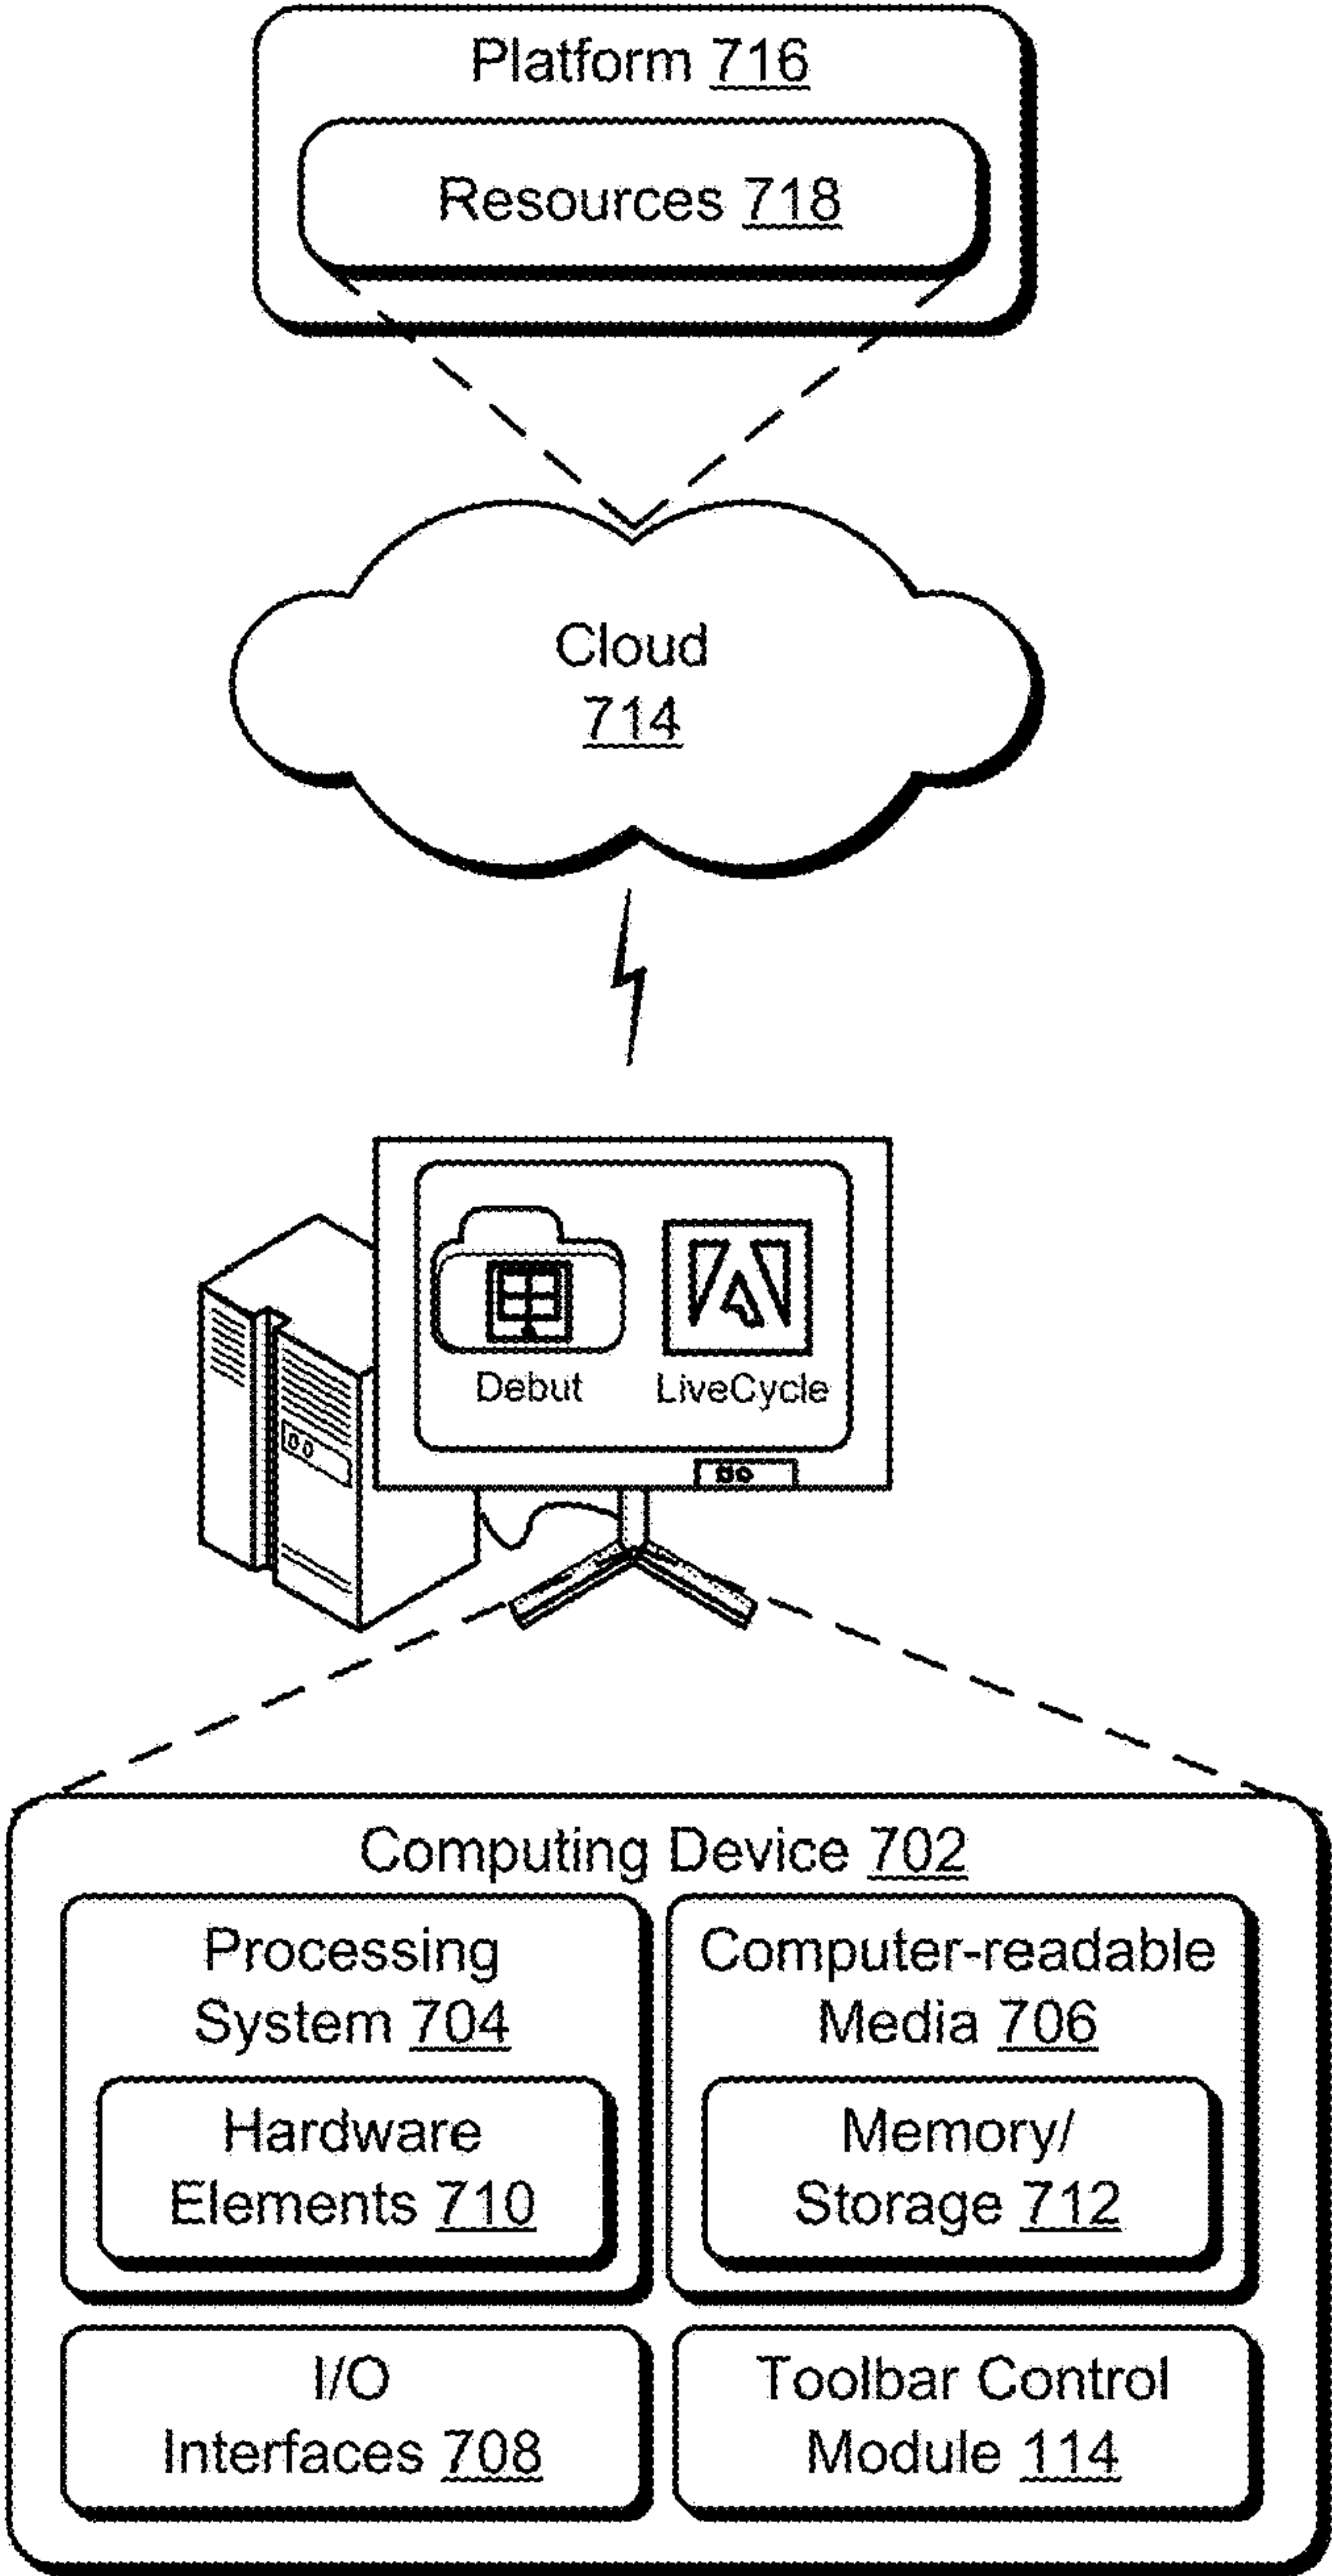 Platform 716
Resources 718
Cloud
714
Debut LiveCycle
Computing Device 702
Processing
System 704
Hardware
Elements 710
Computer-readable
Media 706
Memory/
Storage 712
I/O
Interfaces 708
Toolbar Control
Module 114